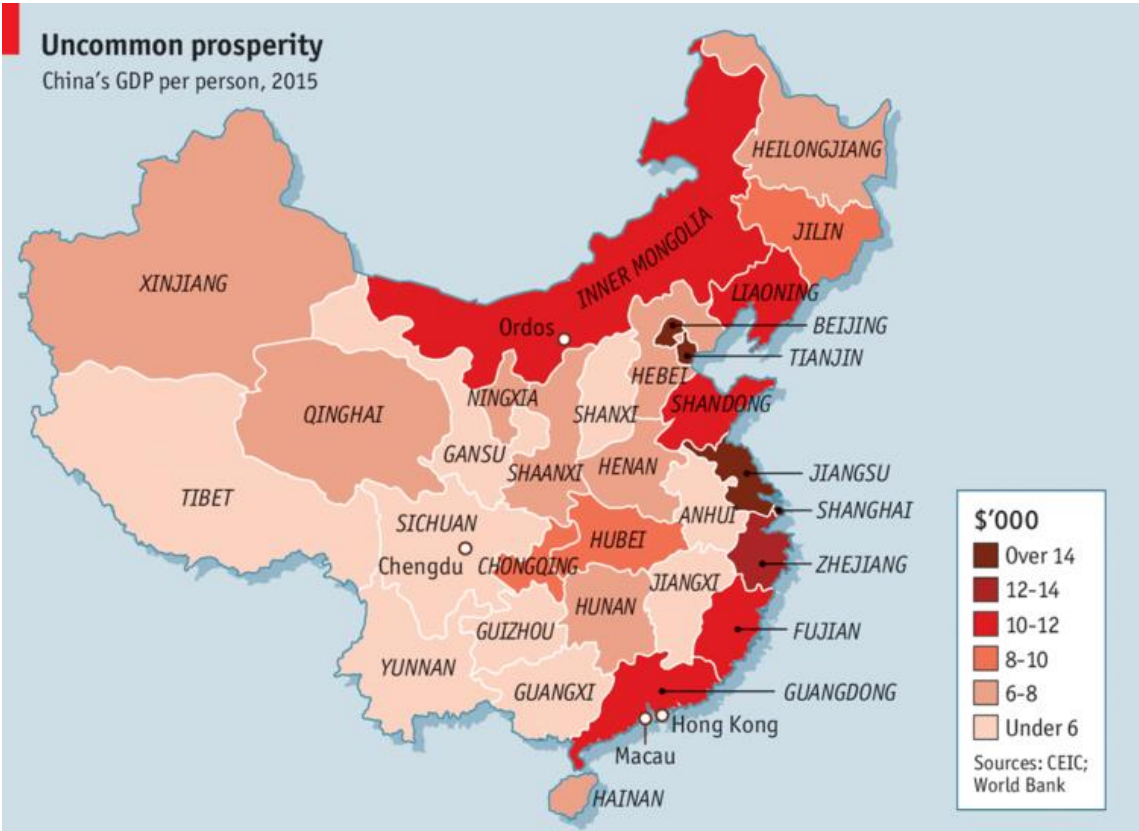 Uncommon prosperity
China's GDP per person, 2015
HEILONGJIANG
JILIN
INNER MONGOLIA
LIAONING
XINJIANG
Ordos
BEIJING
TIANJIN
HEBEI
NINGXIA
SHANXI
SHANDONG
QINGHAI
GANSU
SHAANXI
HENAN
JIANGSU
TIBET
SICHUAN
ANHUI
SHANGHAI
Chengdu
CHONGQING
HUBEI
ZHEJIANG
JIANGXI
HUNAN
GUIZHOU
FUJIAN
YUNNAN
GUANGXI
GUANGDONG
Hong Kong
Macau
HAINAN
$'000
Over 14
12-14
10-12
8-10
6-8
Under 6
Sources: CEIC;
World Bank